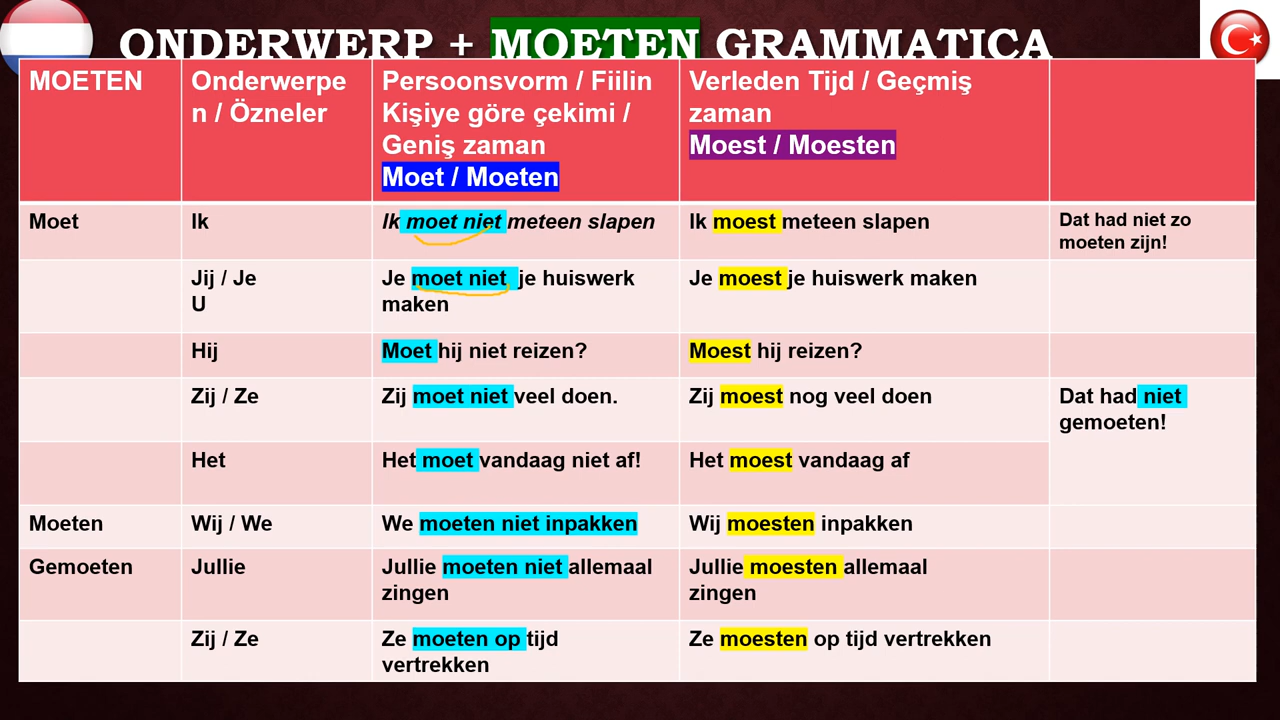 ONDERWERP + MOETEN GRAMMATICA
MOETEN
Onderwerpe
n / Özneler
Persoonsvorm / Fiilin
Kişiye göre çekimi /
Geniş zaman
Moet / Moeten
Verleden Tijd / Geçmiş
zaman
Moest / Moesten
Moet
Ik
Ik moet niet meteen slapen
Ik moest meteen slapen
Dat had niet zo
moeten zijn!
Jij / Je
U
Je moet niet je huiswerk
maken
Je moest je huiswerk maken
Hij
Moet hij niet reizen?
Moest hij reizen?
Zij / Ze
Zij moet niet veel doen.
Zij moest nog veel doen
Dat had niet
gemoeten!
Het
Het moet vandaag niet af!
Het moest vandaag af
Moeten
Wij / We
We moeten niet inpakken
Wij moesten inpakken
Gemoeten
Jullie
Jullie moeten niet allemaal
zingen
Jullie moesten allemaal
zingen
Zij / Ze
Ze moeten op tijd
vertrekken
Ze moesten op tijd vertrekken